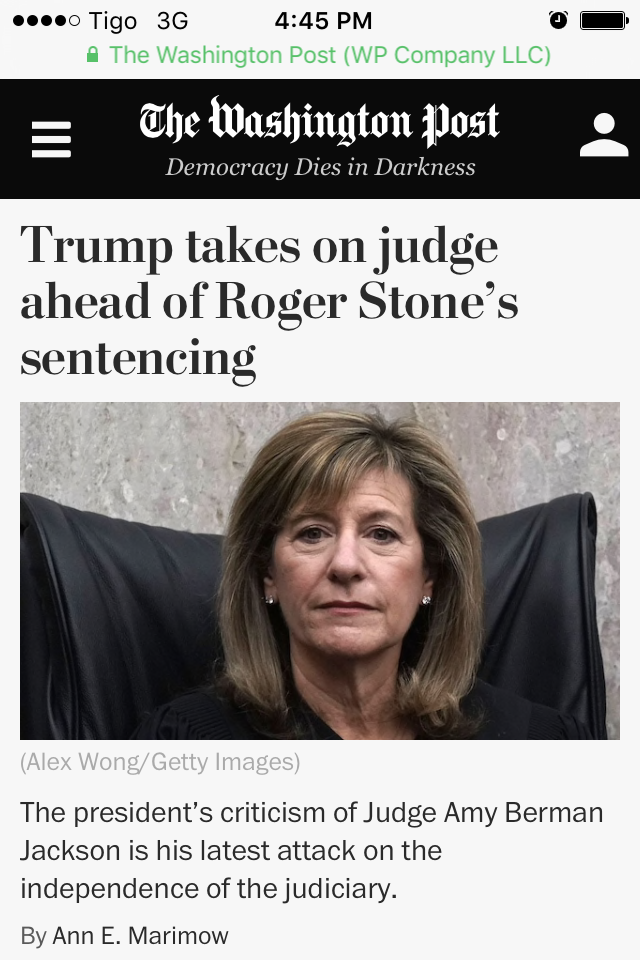 Tigo 3G 4:45 PM
The Washington Post (WP Company LLC)
The Washington Post
Democracy Dies in Darkness
Trump takes on judge
ahead of Roger Stone’s
sentencing
(Alex Wong/Getty Images)
The president’s criticism of Judge Amy Berman
Jackson is his latest attack on the
independence of the judiciary.
By Ann E. Marimow